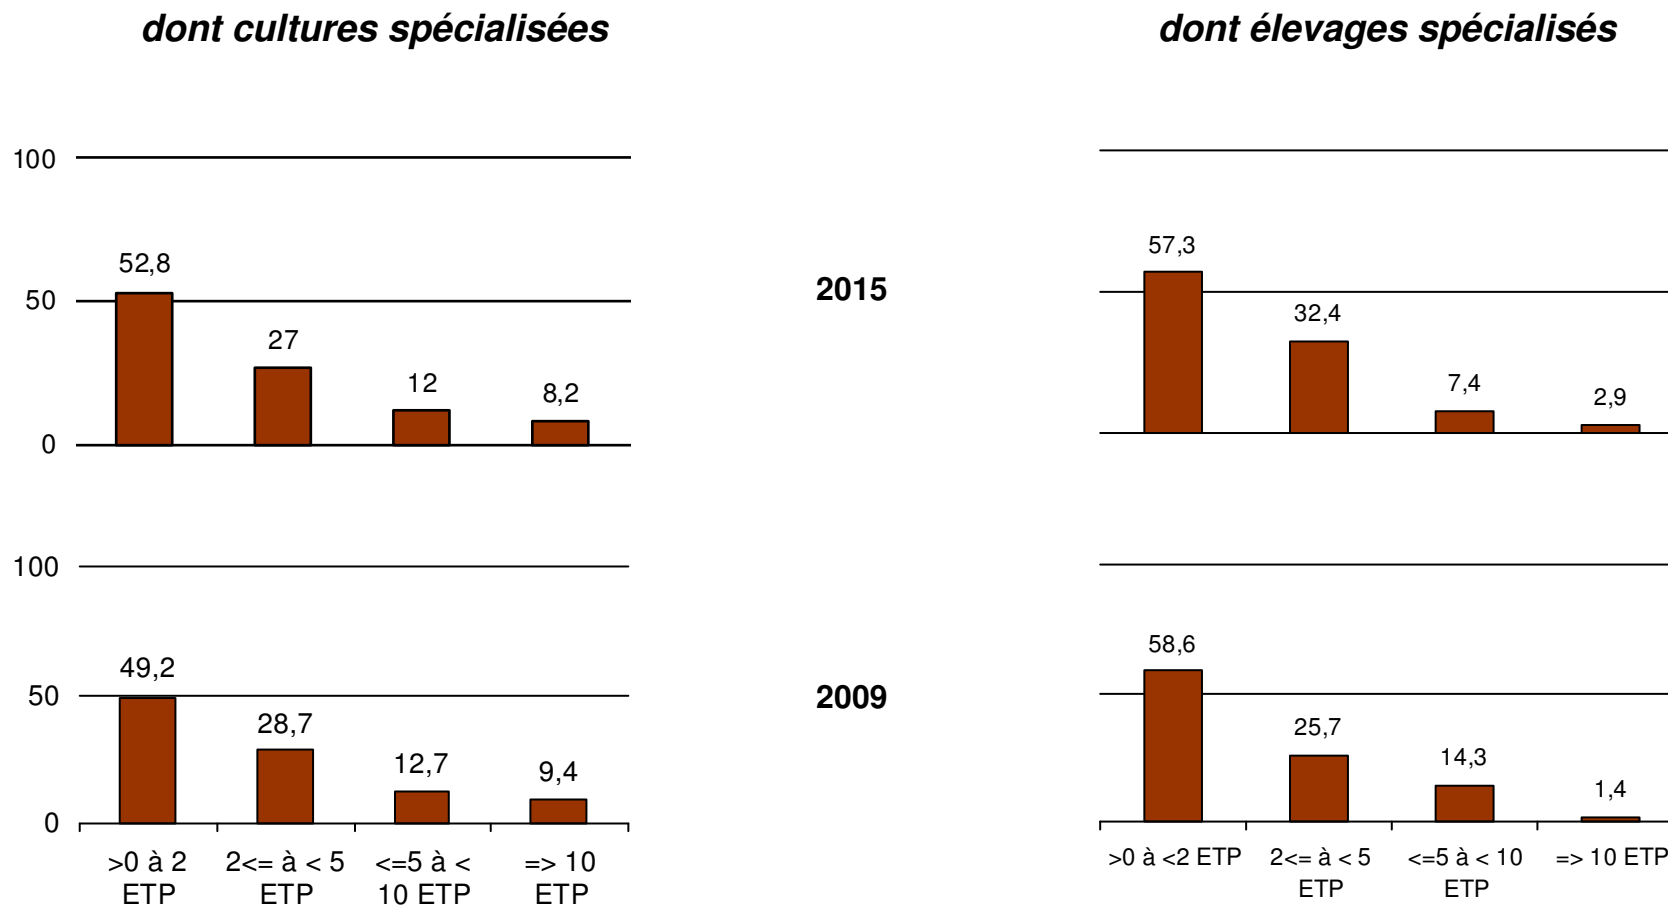 dont cultures spécialisées
dont élevages spécialisés
100
50
0
52,8
27
12
8,2
2015
57,3
32,4
7,4
2,9
100
50
0
49,2
28,7
12,7
9,4
>0 à 2
ETP
2<= à < 5
ETP
<=5 à <
10 ETP
=> 10
ETP
2009
58,6
25,7
14,3
1,4
>0 à <2 ETP
2<= à < 5
ETP
<=5 à < 10
ETP
=> 10 ETP